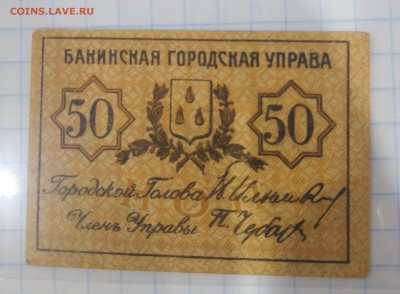 COINS.LAVE.RU
БАКИНСКАЯ ГОРОДСКАЯ УПРАВА
50 50
Городской Голова
Членъ Управы